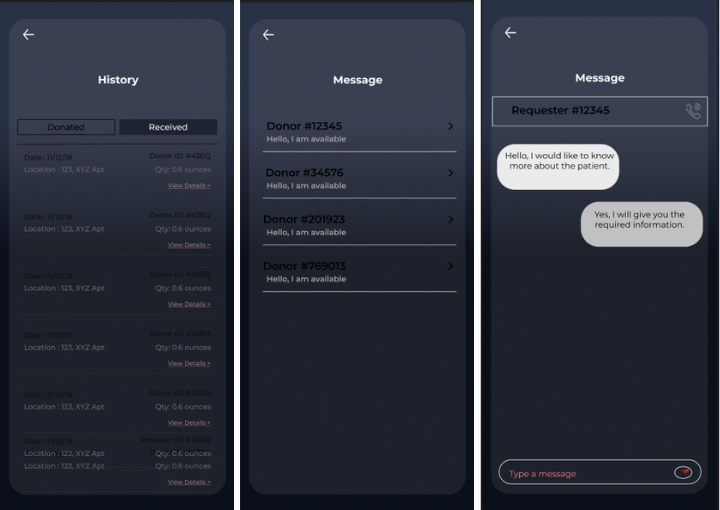 History
Donated Received
Date : 11/12/18 Donor ID: #43EQ
Location : 123, XYZ Apt Qty: 0.6 ounces
View Details >
Date : 11/12/18 Donor ID: #43EQ
Location : 123, XYZ Apt Qty: 0.6 ounces
View Details >
Date : 11/12/18 Donor ID: #43EQ
Location : 123, XYZ Apt Qty: 0.6 ounces
View Details >
Date : 11/12/18 Donor ID: #43EQ
Location : 123, XYZ Apt Qty: 0.6 ounces
View Details >
Date : 11/12/18 Donor ID: #43EQ
Location : 123, XYZ Apt Qty: 0.6 ounces
View Details >
Date : 11/12/18 Receiver ID: #43EQ
Location : 123, XYZ Apt Qty: 0.6 ounces
Location : 123, XYZ Apt Qty: 0.6 ounces
View Details >
Message
Donor #12345
Hello, I am available
Donor #34576
Hello, I am available
Donor #201923
Hello, I am available
Donor #769013
Hello, I am available
Message
Requester #12345
Hello, I would like to know
more about the patient.
Yes, I will give you the
required information.
Type a message